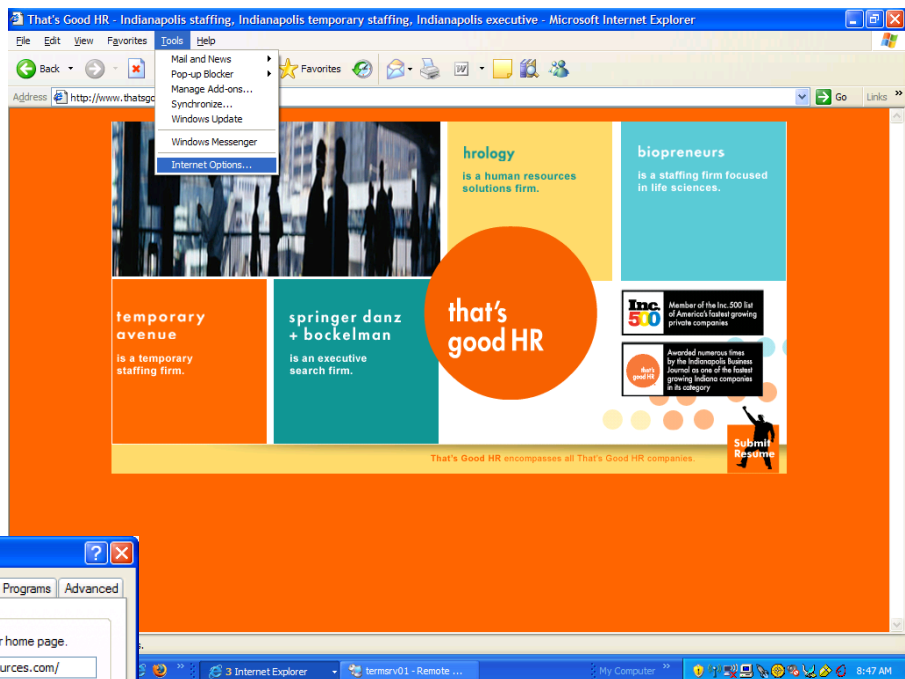 That's Good HR - Indianapolis staffing, Indianapolis temporary staffing, Indianapolis executive - Microsoft Internet Explorer
File Edit View Favorites Tools Help
Back Favorites
Mail and News
Pop-up Blocker
Manage Add-ons...
Synchronize...
Windows Update
Windows Messenger
Internet Options...
Address http://www.thatsgo Go Links
hrology
is a human resources
solutions firm.
biopreneurs
is a staffing firm focused
in life sciences.
temporary
avenue
is a temporary
staffing firm.
springer danz
+ bockelman
is an executive
search firm.
that's
good HR
Inc.
500
Member of the Inc. 500 list
of America's fastest growing
private companies
that's
good HR
Awarded numerous times
by the Indianapolis Business
Journal as one of the fastest
growing Indiana companies
in its category
Submit
Resume
That's Good HR encompasses all That's Good HR companies.
Programs Advanced
r home page.
urces.com/
3 Internet Explorer termsrv01 - Remote ... My Computer 8:47 AM